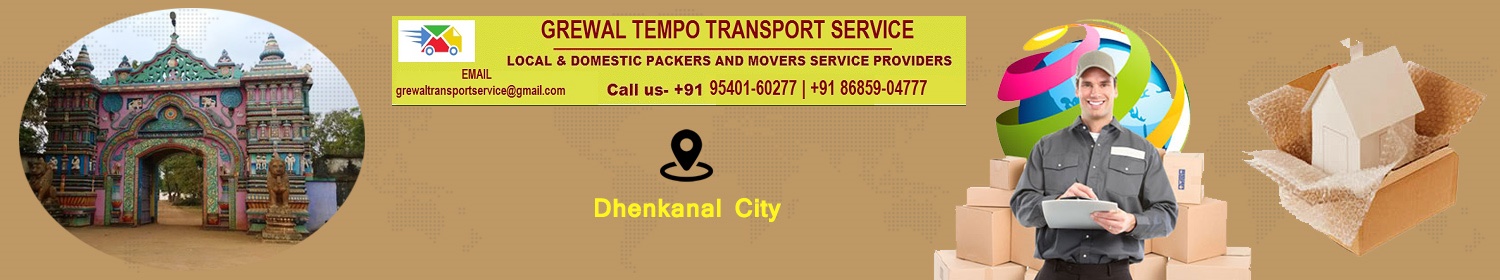 GREWAL TEMPO TRANSPORT SERVICE
LOCAL & DOMESTIC PACKERS AND MOVERS SERVICE PROVIDERS
EMAIL
grewaltransportservice@gmail.com
Call us- +91 95401-60277 | +91 86859-04777
Dhenkanal City